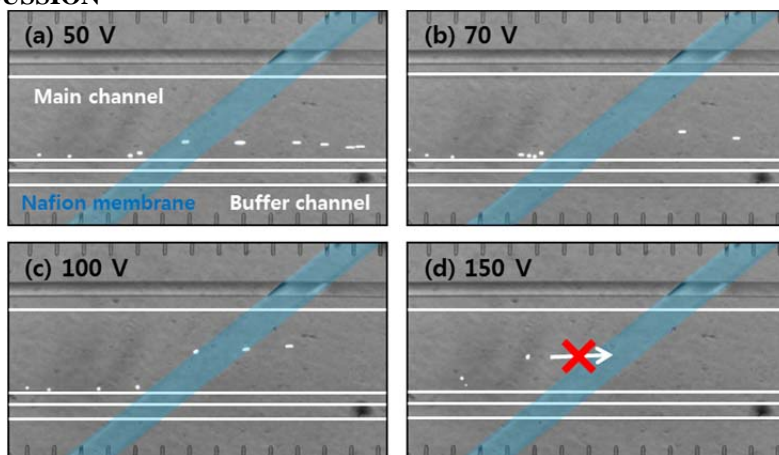 (a) 50 V
(b) 70 V
Main channel
Nafion membrane
Buffer channel
(c) 100 V
(d) 150 V